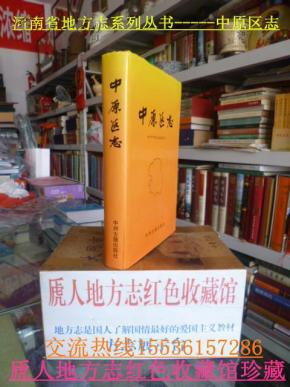 河南省地方志系列丛书-----中原区志
中原区志
中原区志
中州古籍出版社
虒人地方志红色收藏馆
地方志是国人了解国情最好的爱国主义教材
交流热线15536157286
虒人地方志红色收藏馆珍藏